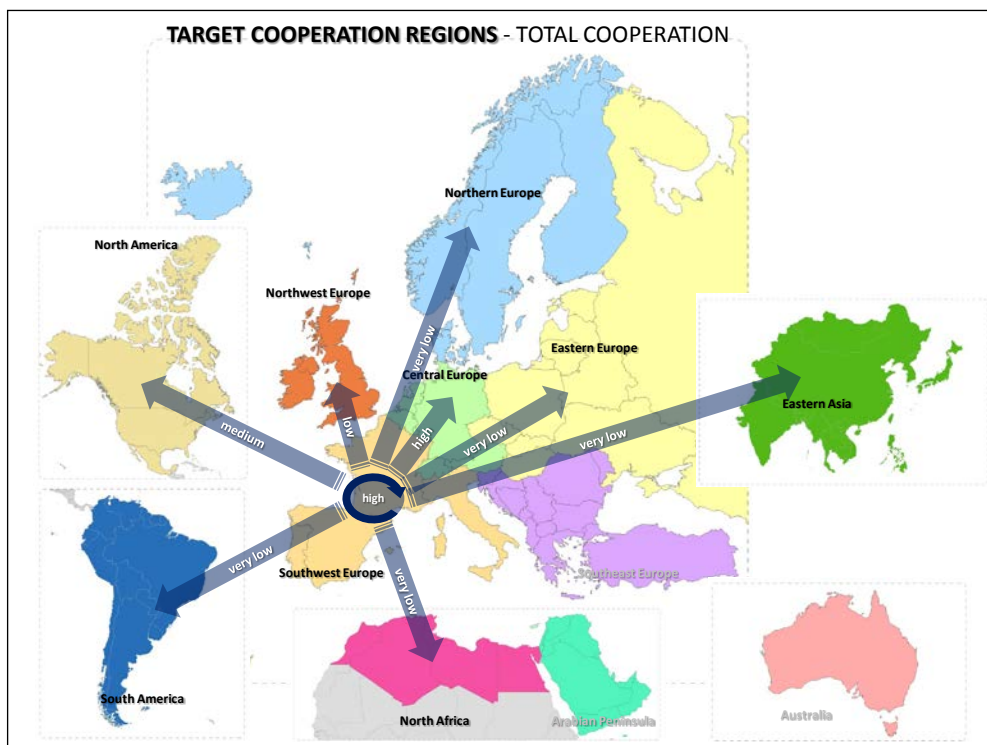 TARGET COOPERATION REGIONS - TOTAL COOPERATION
Northern Europe
North America
Northwest Europe
very low
Eastern Europe
Central Europe
Eastern Asia
low
high
medium
very low
very low
high
very low
Southwest Europe
Southeast Europe
very low
South America
North Africa
Arabian Peninsula
Australia